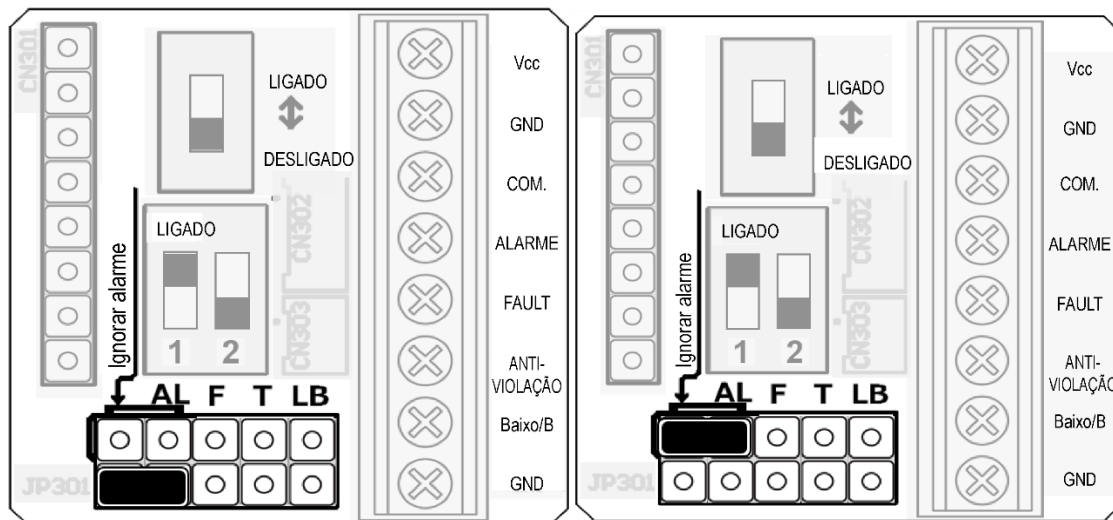 CN301
LIGADO
DESLIGADO
LIGADO
1 2
Ignorar alarme
CN302
CN303
AL F T LB
JP301
Vcc
GND
COM.
ALARME
FAULT
ANTI-
VIOLAÇÃO
Baixo/B
GND
CN301
LIGADO
DESLIGADO
LIGADO
1 2
Ignorar alarme
CN302
CN303
AL F T LB
JP301
Vcc
GND
COM.
ALARME
FAULT
ANTI-
VIOLAÇÃO
Baixo/B
GND